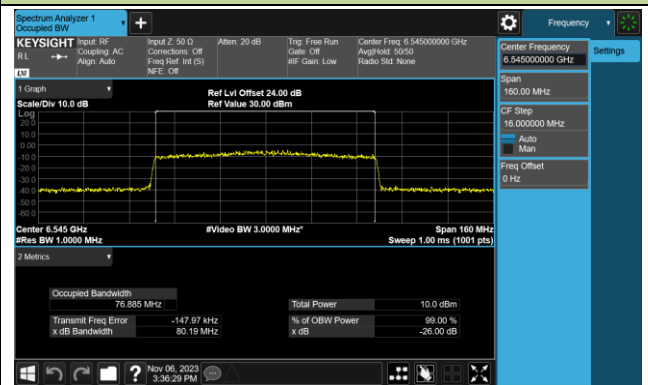 Spectrum Analyzer 1
Occupied BW
Frequency
KEYSIGHT
RL
LXI
Input: RF
Coupling: AC
Align: Auto
Input Z: 50 Ω
Corrections: Off
Freq Ref: Int (S)
NFE: Off
Atten: 20 dB
Trig: Free Run
Gate: Off
#IF Gain: Low
Center Freq: 6.545000000 GHz
Avg|Hold: 50/50
Radio Std: None
Center Frequency
6.545000000 GHz
Settings
Span
160.00 MHz
CF Step
16.000000 MHz
Auto
Man
Freq Offset
0 Hz
1 Graph
Scale/Div 10.0 dB
Ref Lvl Offset 24.00 dB
Ref Value 30.00 dBm
Log
20.0
10.0
0.00
-10.0
-20.0
-30.0
-40.0
-50.0
-60.0
Center 6.545 GHz
#Res BW 1.0000 MHz
#Video BW 3.0000 MHz*
Span 160 MHz
Sweep 1.00 ms (1001 pts)
2 Metrics
Occupied Bandwidth
76.885 MHz
Total Power 10.0 dBm
Transmit Freq Error -147.97 kHz
% of OBW Power 99.00 %
x dB Bandwidth 80.19 MHz
x dB -26.00 dB
?
Nov 06, 2023
3:36:29 PM